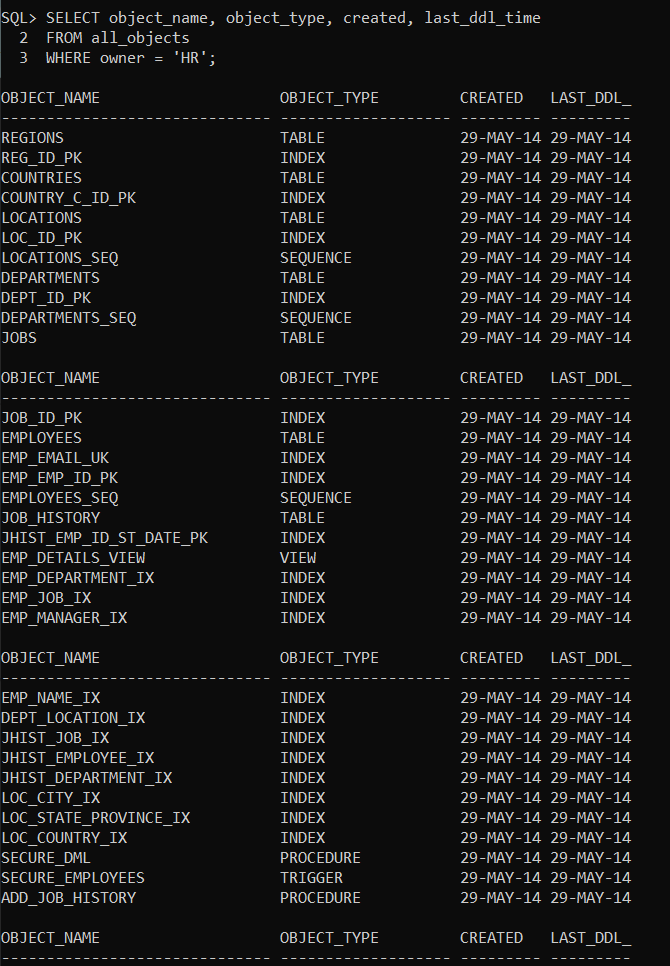 SQL> SELECT object_name, object_type, created, last_ddl_time
  2  FROM all_objects
  3  WHERE owner = 'HR';

OBJECT_NAME                    OBJECT_TYPE         CREATED   LAST_DDL_
------------------------------ ------------------- --------- ---------
REGIONS                        TABLE               29-MAY-14 29-MAY-14
REG_ID_PK                      INDEX               29-MAY-14 29-MAY-14
COUNTRIES                      TABLE               29-MAY-14 29-MAY-14
COUNTRY_C_ID_PK                INDEX               29-MAY-14 29-MAY-14
LOCATIONS                      TABLE               29-MAY-14 29-MAY-14
LOC_ID_PK                      INDEX               29-MAY-14 29-MAY-14
LOCATIONS_SEQ                  SEQUENCE            29-MAY-14 29-MAY-14
DEPARTMENTS                    TABLE               29-MAY-14 29-MAY-14
DEPT_ID_PK                     INDEX               29-MAY-14 29-MAY-14
DEPARTMENTS_SEQ                SEQUENCE            29-MAY-14 29-MAY-14
JOBS                           TABLE               29-MAY-14 29-MAY-14

OBJECT_NAME                    OBJECT_TYPE         CREATED   LAST_DDL_
------------------------------ ------------------- --------- ---------
JOB_ID_PK                      INDEX               29-MAY-14 29-MAY-14
EMPLOYEES                      TABLE               29-MAY-14 29-MAY-14
EMP_EMAIL_UK                   INDEX               29-MAY-14 29-MAY-14
EMP_EMP_ID_PK                  INDEX               29-MAY-14 29-MAY-14
EMPLOYEES_SEQ                  SEQUENCE            29-MAY-14 29-MAY-14
JOB_HISTORY                    TABLE               29-MAY-14 29-MAY-14
JHIST_EMP_ID_ST_DATE_PK        INDEX               29-MAY-14 29-MAY-14
EMP_DETAILS_VIEW               VIEW                29-MAY-14 29-MAY-14
EMP_DEPARTMENT_IX              INDEX               29-MAY-14 29-MAY-14
EMP_JOB_IX                     INDEX               29-MAY-14 29-MAY-14
EMP_MANAGER_IX                 INDEX               29-MAY-14 29-MAY-14

OBJECT_NAME                    OBJECT_TYPE         CREATED   LAST_DDL_
------------------------------ ------------------- --------- ---------
EMP_NAME_IX                    INDEX               29-MAY-14 29-MAY-14
DEPT_LOCATION_IX               INDEX               29-MAY-14 29-MAY-14
JHIST_JOB_IX                   INDEX               29-MAY-14 29-MAY-14
JHIST_EMPLOYEE_IX              INDEX               29-MAY-14 29-MAY-14
JHIST_DEPARTMENT_IX            INDEX               29-MAY-14 29-MAY-14
LOC_CITY_IX                    INDEX               29-MAY-14 29-MAY-14
LOC_STATE_PROVINCE_IX          INDEX               29-MAY-14 29-MAY-14
LOC_COUNTRY_IX                 INDEX               29-MAY-14 29-MAY-14
SECURE_DML                     PROCEDURE           29-MAY-14 29-MAY-14
SECURE_EMPLOYEES               TRIGGER             29-MAY-14 29-MAY-14
ADD_JOB_HISTORY                PROCEDURE           29-MAY-14 29-MAY-14

OBJECT_NAME                    OBJECT_TYPE         CREATED   LAST_DDL_
------------------------------ ------------------- --------- ---------